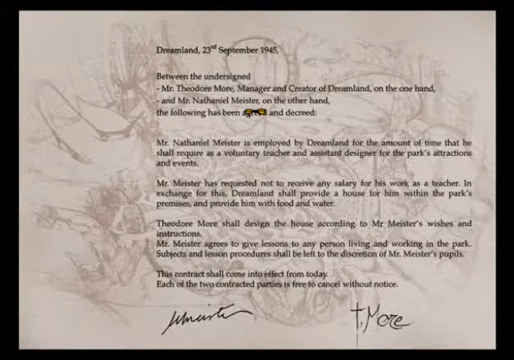 Dreamland, 23rd September 1945,
Between the undersigned
- Mr. Theodore More, Manager and Creator of Dreamland, on the one hand,
- and Mr. Nathaniel Meister, on the other hand,
the following has been and decreed:
Mr. Nathaniel Meister is employed by Dreamland for the amount of time that he
shall require as a voluntary teacher and assistant designer for the park's attractions
and events.
Mr. Meister has requested not to receive any salary for his work as a teacher. In
exchange for this, Dreamland shall provide a house for him within the park's
premises, and provide him with food and water.
Theodore More shall design the house according to Mr Meister's wishes and
instructions.
Mr. Meister agrees to give lessons to any person living and working in the park.
Subjects and lesson procedures shall be left to the discretion of Mr. Meister's pupils.
This contract shall come into effect from today.
Each of the two contracted parties is free to cancel without notice.
NMeister T. More